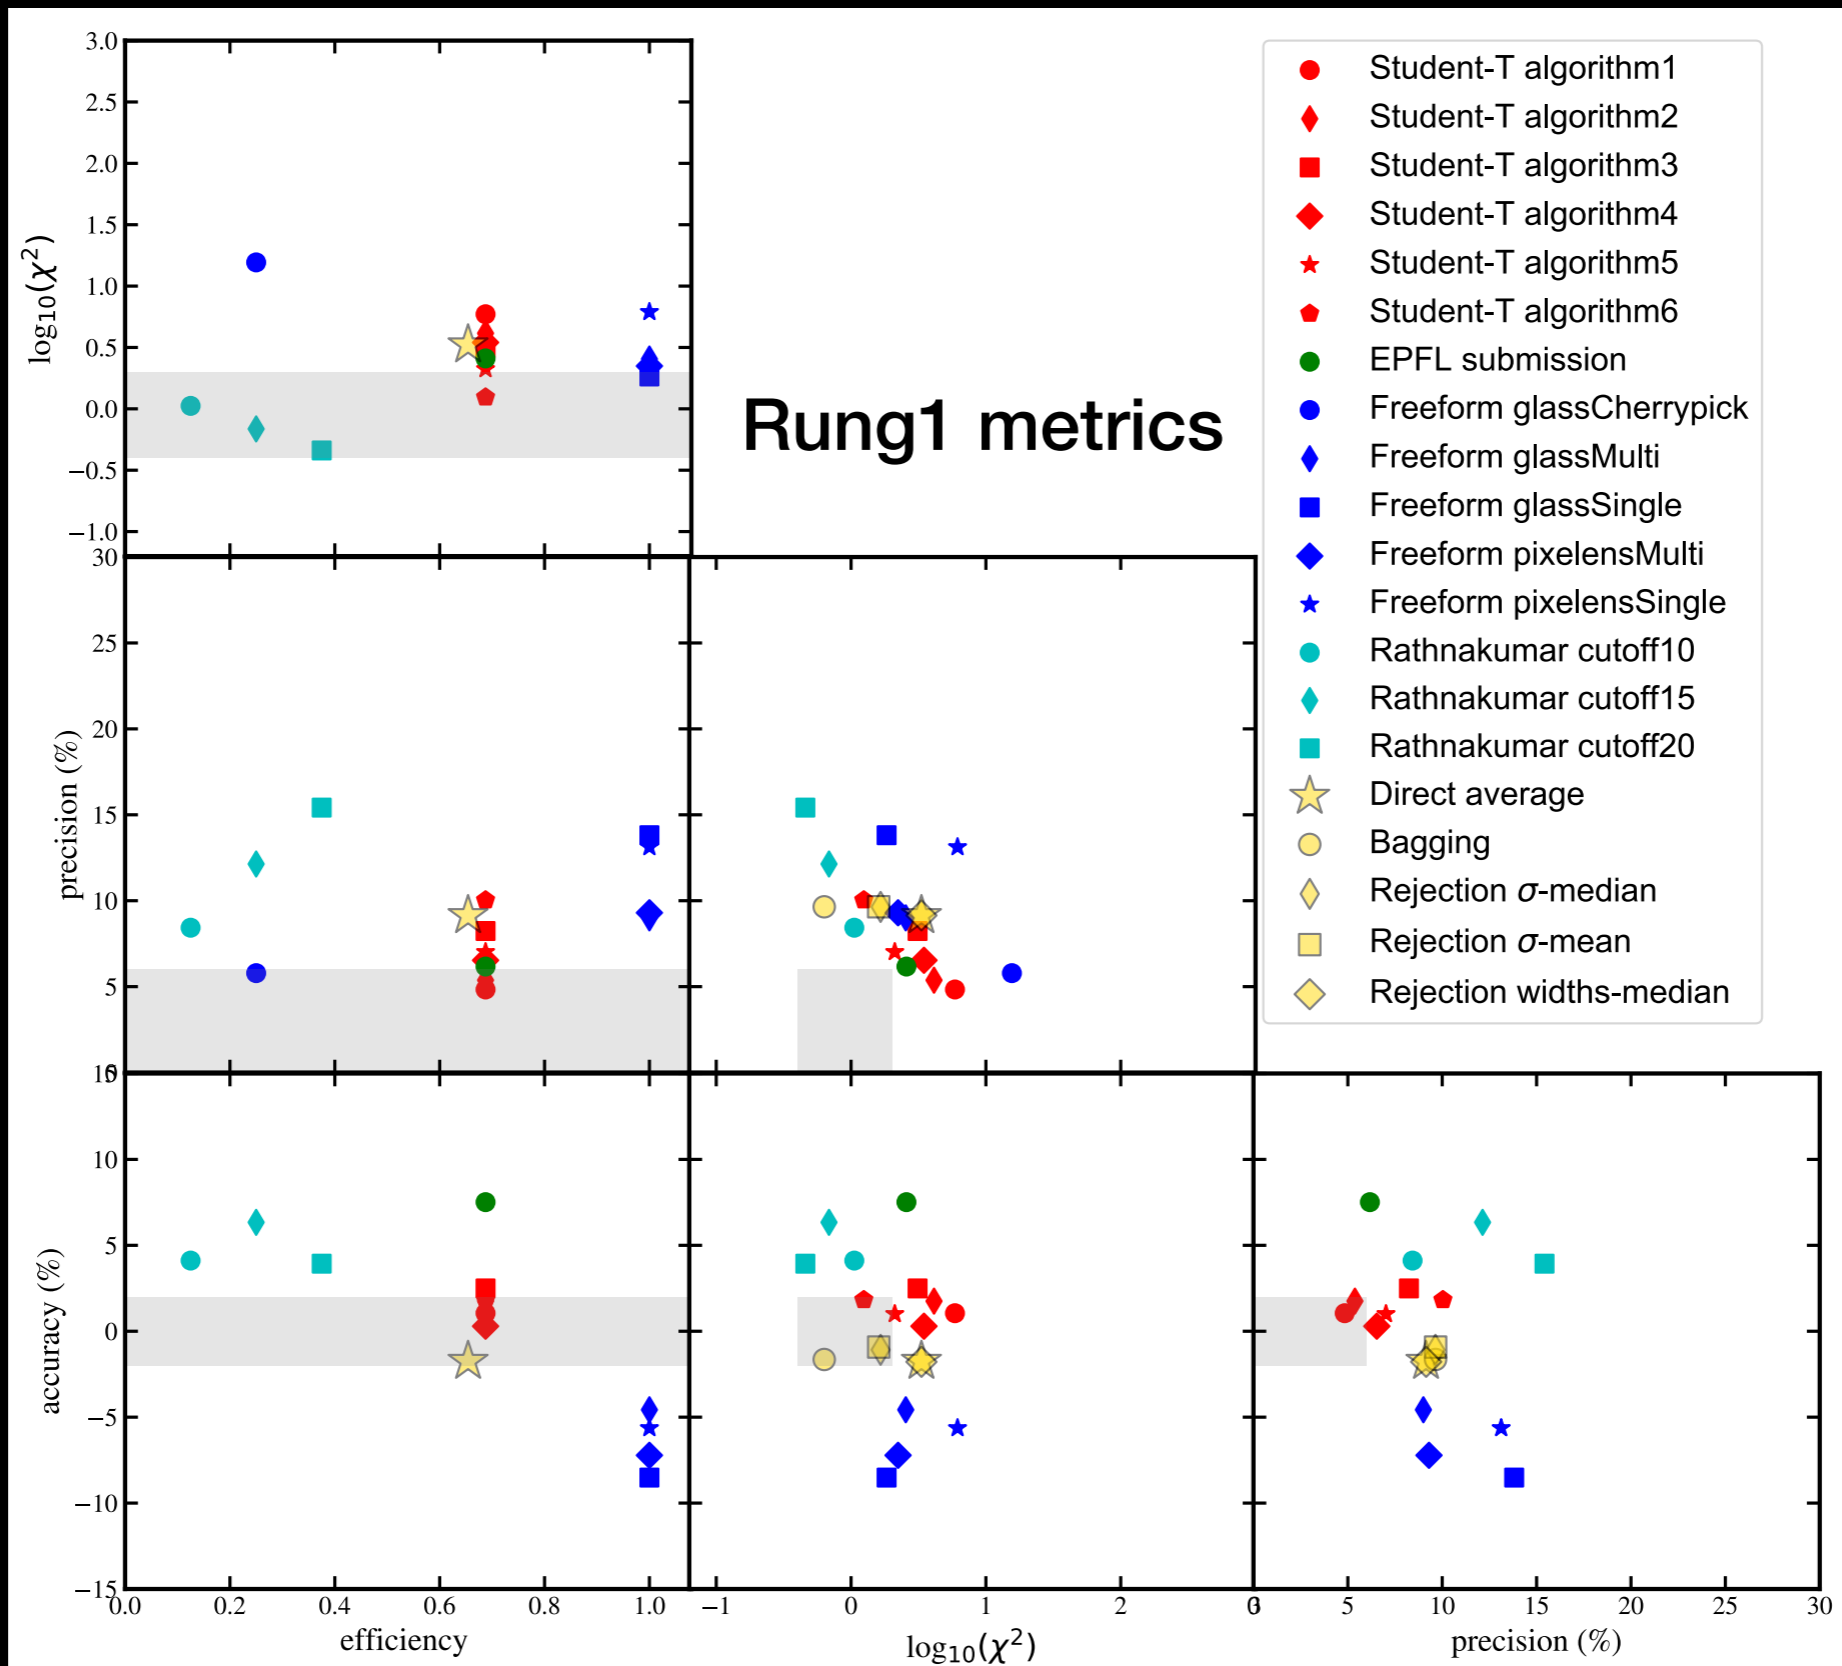 3.0
2.5
2.0
1.5
1.0
0.5
0.0
−0.5
−1.0
log₁₀(χ²)
Rung1 metrics
Student-T algorithm1
Student-T algorithm2
Student-T algorithm3
Student-T algorithm4
Student-T algorithm5
Student-T algorithm6
EPFL submission
Freeform glassCherrypick
Freeform glassMulti
Freeform glassSingle
Freeform pixelensMulti
Freeform pixelensSingle
Rathnakumar cutoff10
Rathnakumar cutoff15
Rathnakumar cutoff20
Direct average
Bagging
Rejection σ-median
Rejection σ-mean
Rejection widths-median
30
25
20
15
10
5
0
precision (%)
15
10
5
0
−5
−10
−15
accuracy (%)
0.0 0.2 0.4 0.6 0.8 1.0
efficiency
−1 0 1 2 3
log₁₀(χ²)
0 5 10 15 20 25 30
precision (%)